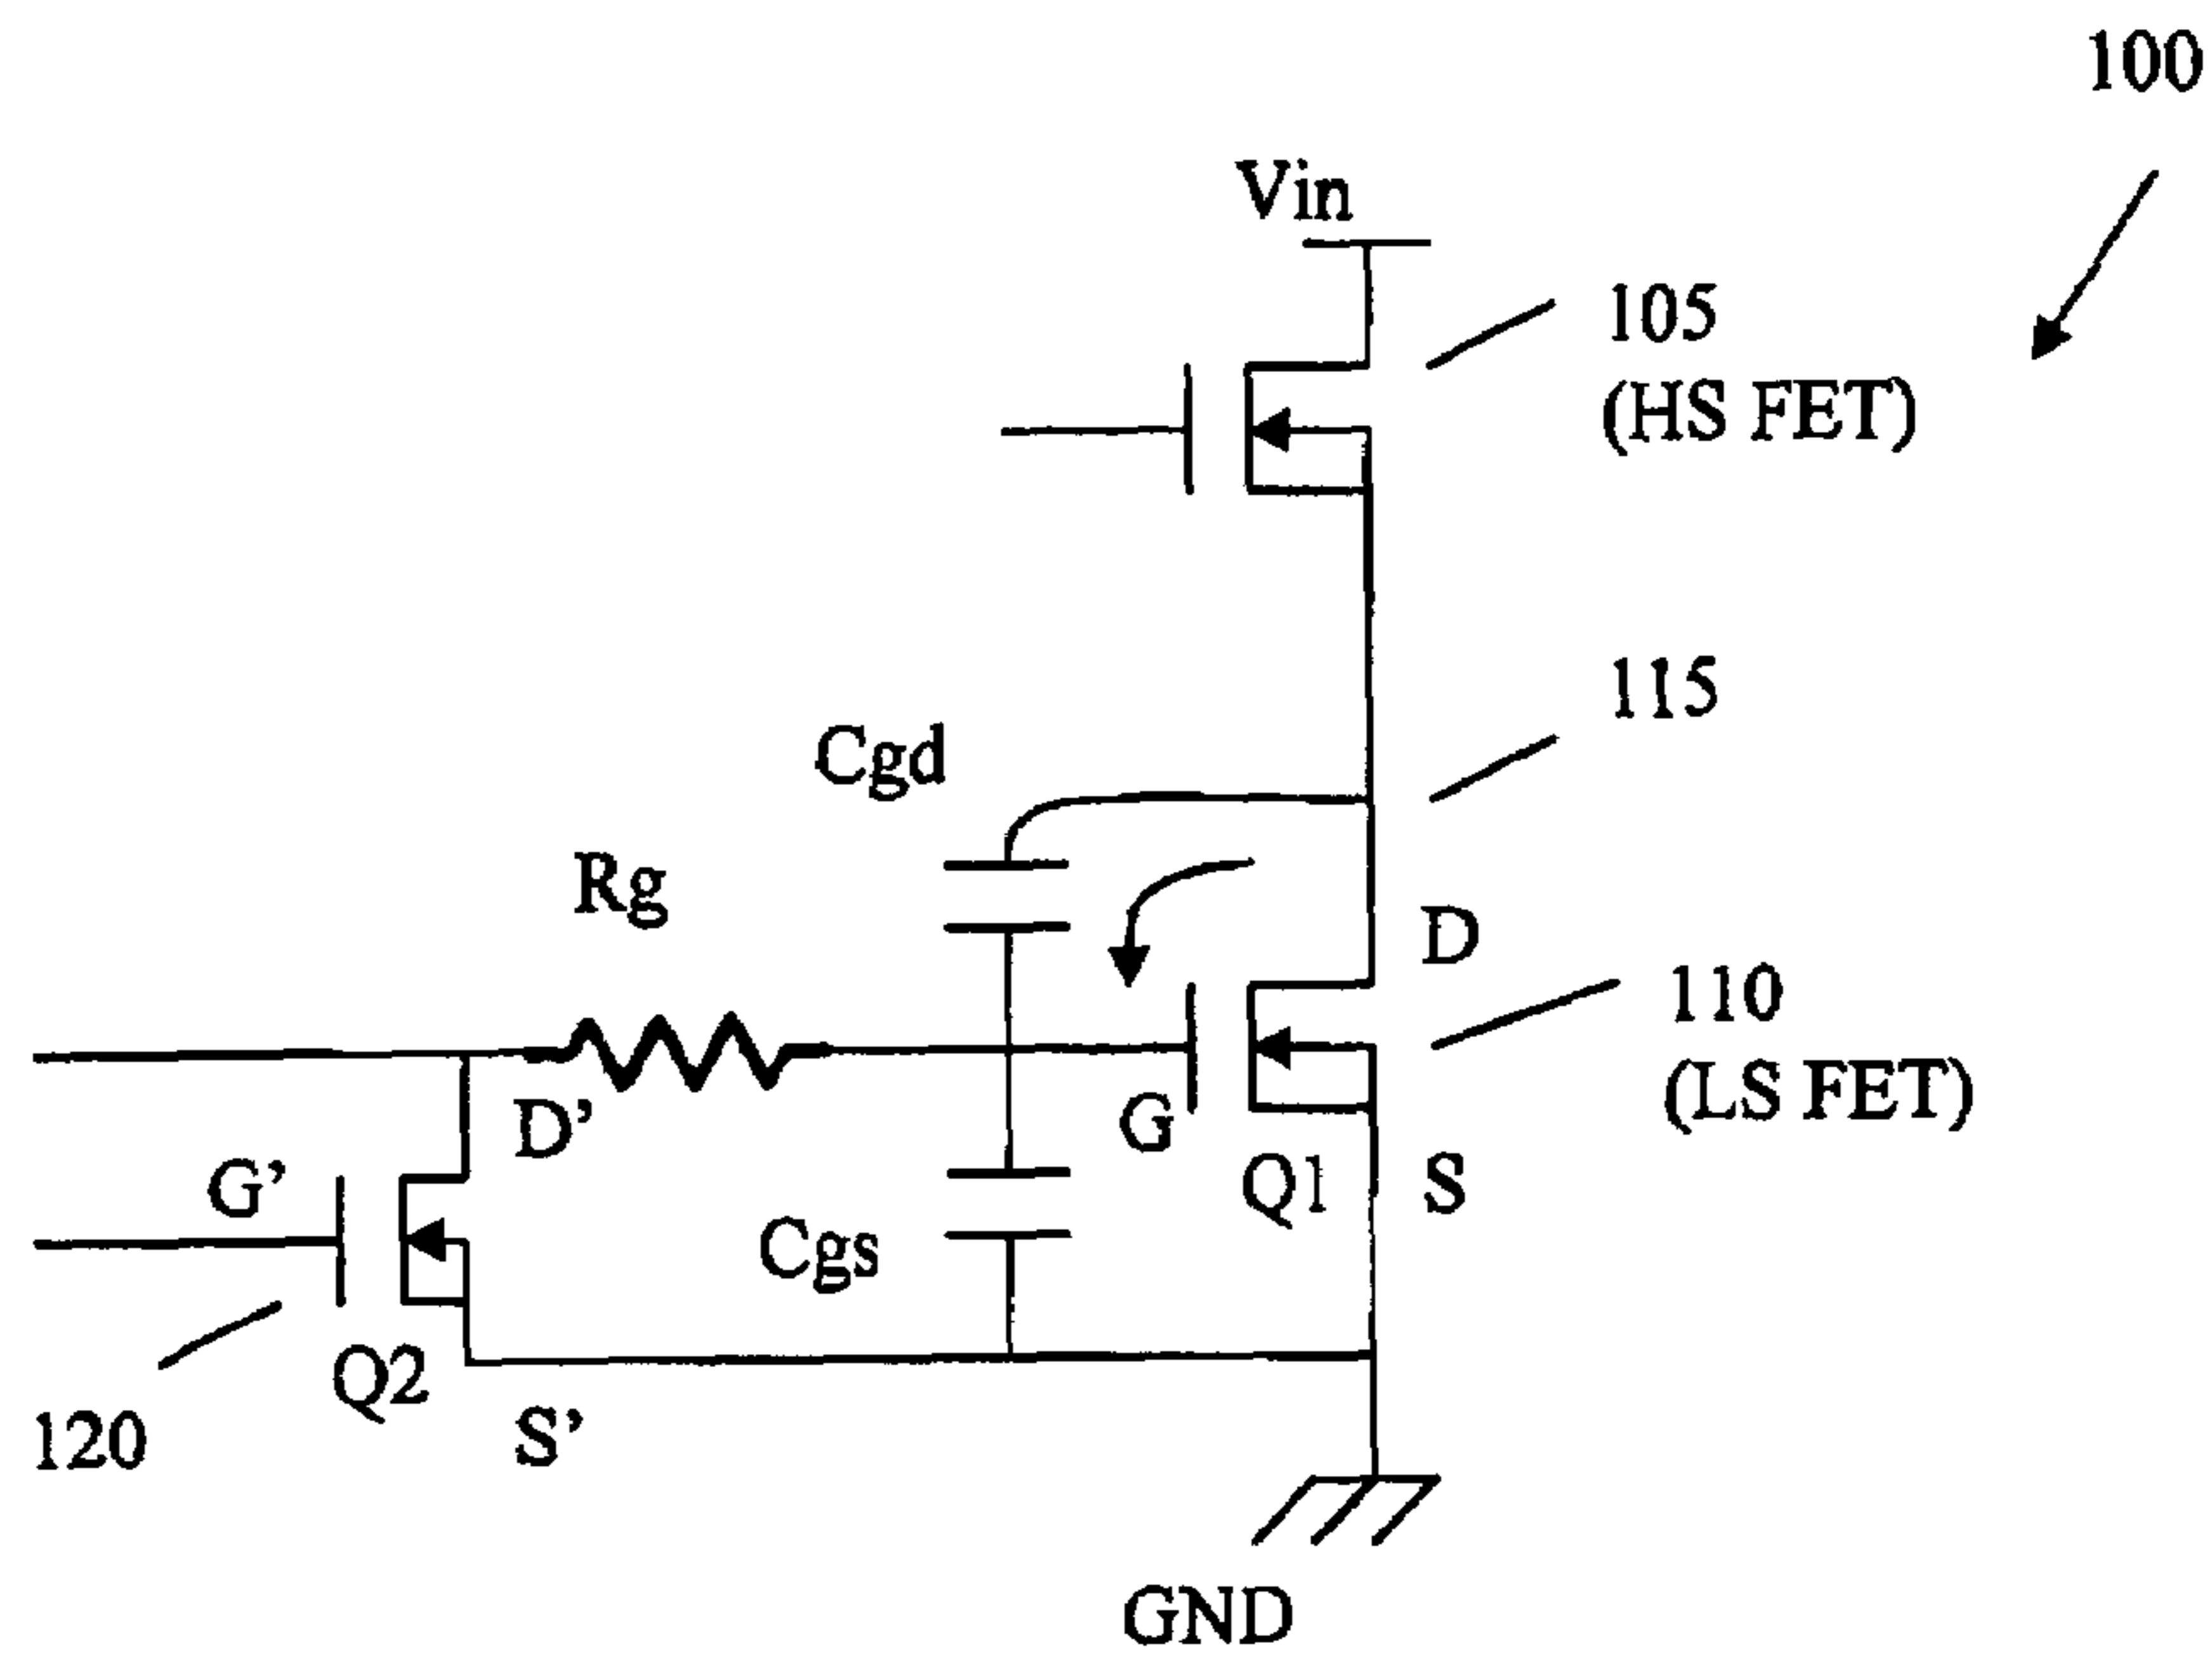 100
Vin
105
(HS FET)
115
Cgd
Rg
D
110
(LS FET)
D’
G
G’
Q1
S
Cgs
Q2
120
S’
GND